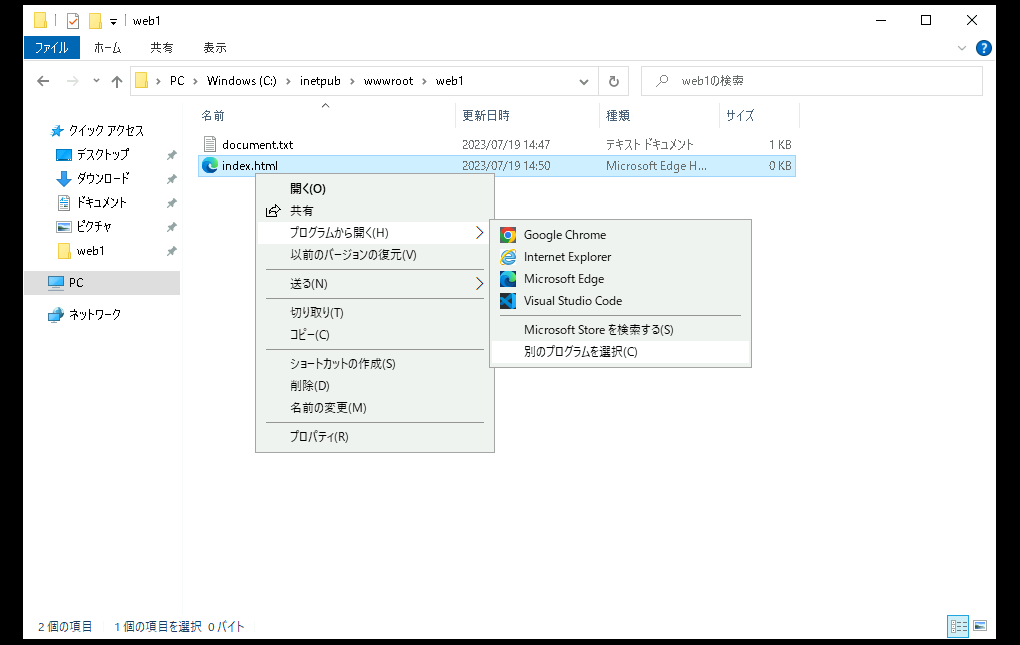 web1
ファイル ホーム 共有 表示
PC Windows (C:) inetpub wwwroot web1 web1の検索
名前 更新日時 種類 サイズ
クイック アクセス
デスクトップ
ダウンロード
ドキュメント
ピクチャ
web1
PC
ネットワーク
document.txt 2023/07/19 14:47 テキスト ドキュメント 1 KB
index.html 2023/07/19 14:50 Microsoft Edge H... 0 KB
開く(O)
共有
プログラムから開く(H)
以前のバージョンの復元(V)
送る(N)
切り取り(T)
コピー(C)
ショートカットの作成(S)
削除(D)
名前の変更(M)
プロパティ(R)
Google Chrome
Internet Explorer
Microsoft Edge
Visual Studio Code
Microsoft Store を検索する(S)
別のプログラムを選択(C)
2 個の項目 1 個の項目を選択 0 バイト